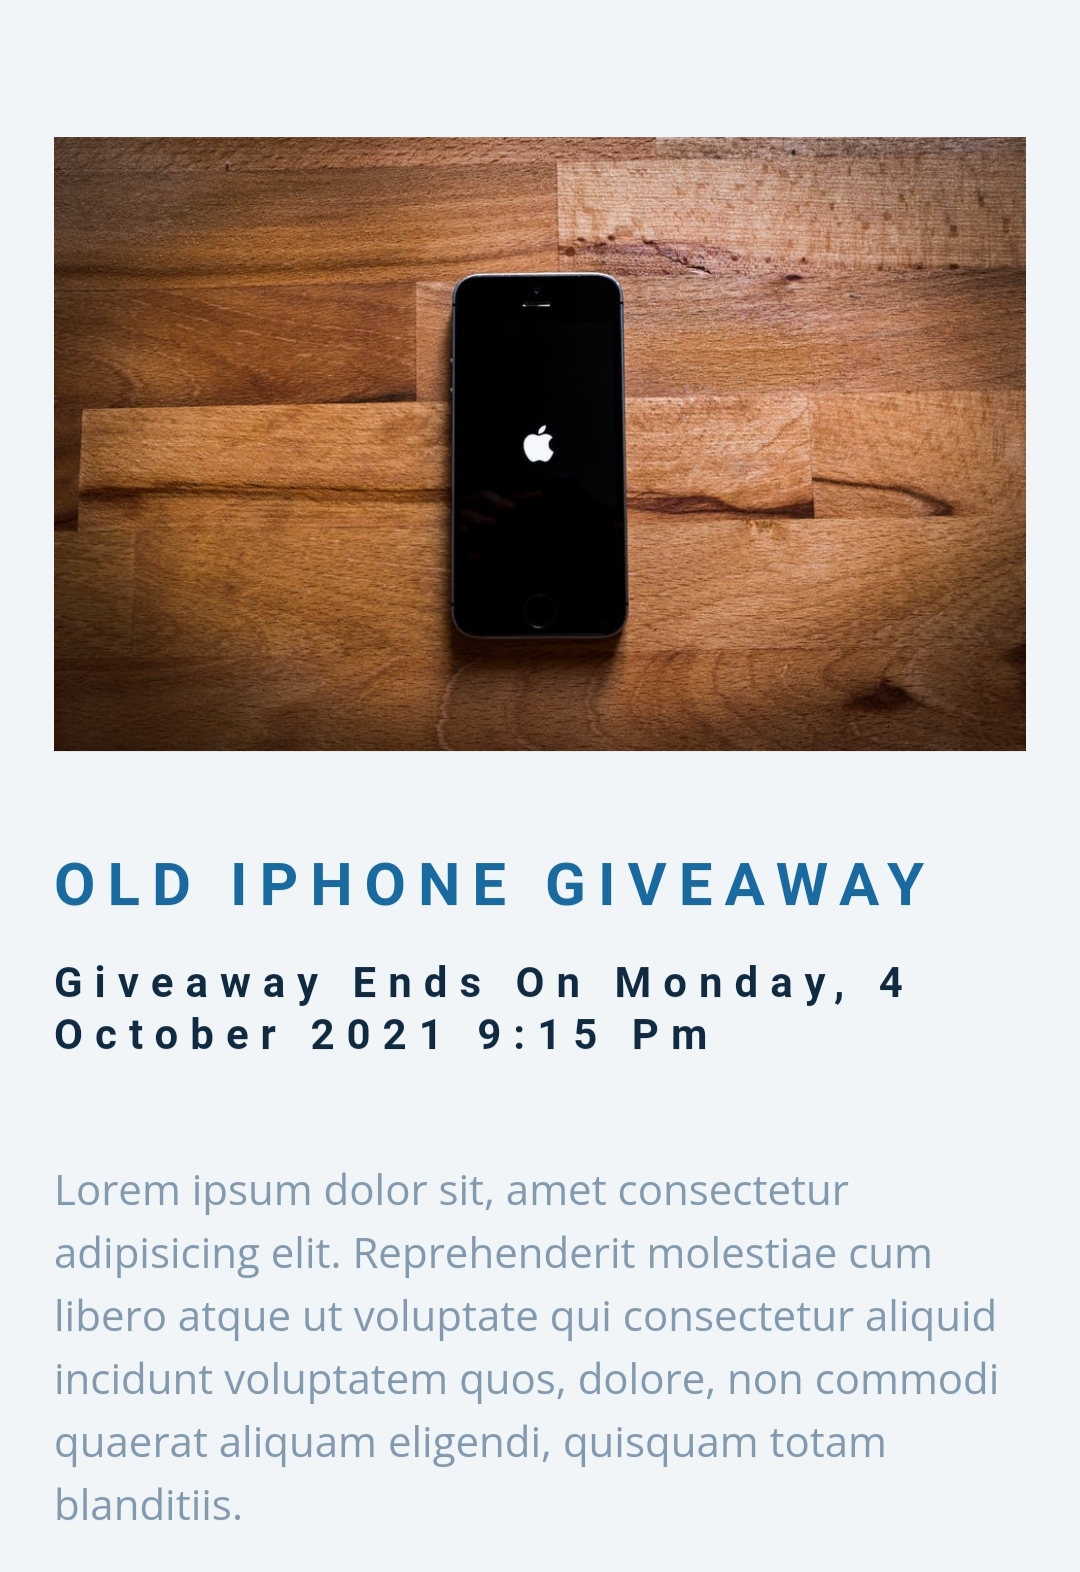 OLD IPHONE GIVEAWAY
Giveaway Ends On Monday, 4
October 2021 9:15 Pm
Lorem ipsum dolor sit, amet consectetur
adipisicing elit. Reprehenderit molestiae cum
libero atque ut voluptate qui consectetur aliquid
incidunt voluptatem quos, dolore, non commodi
quaerat aliquam eligendi, quisquam totam
blanditiis.